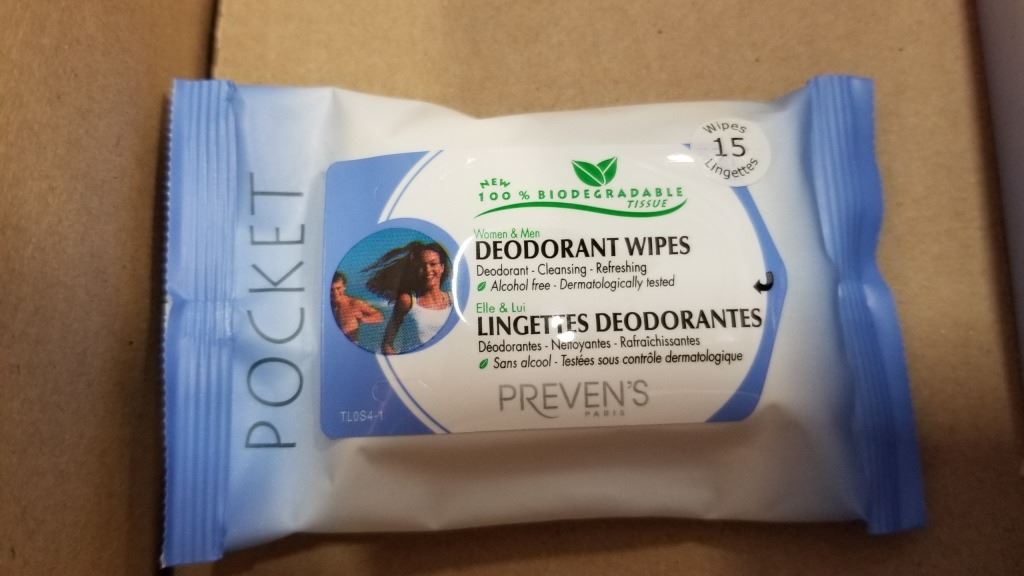 POCKET
Wipes
15
Lingettes
NEW
100 % BIODEGRADABLE
TISSUE
Women & Men
DEODORANT WIPES
Deodorant - Cleansing - Refreshing
Alcohol free - Dermatologically tested
Elle & Lui
LINGETTES DEODORANTES
Déodorantes - Nettoyantes - Rafraîchissantes
Sans alcool - Testées sous contrôle dermatologique
PREVEN'S
PARIS
TL0S4-1